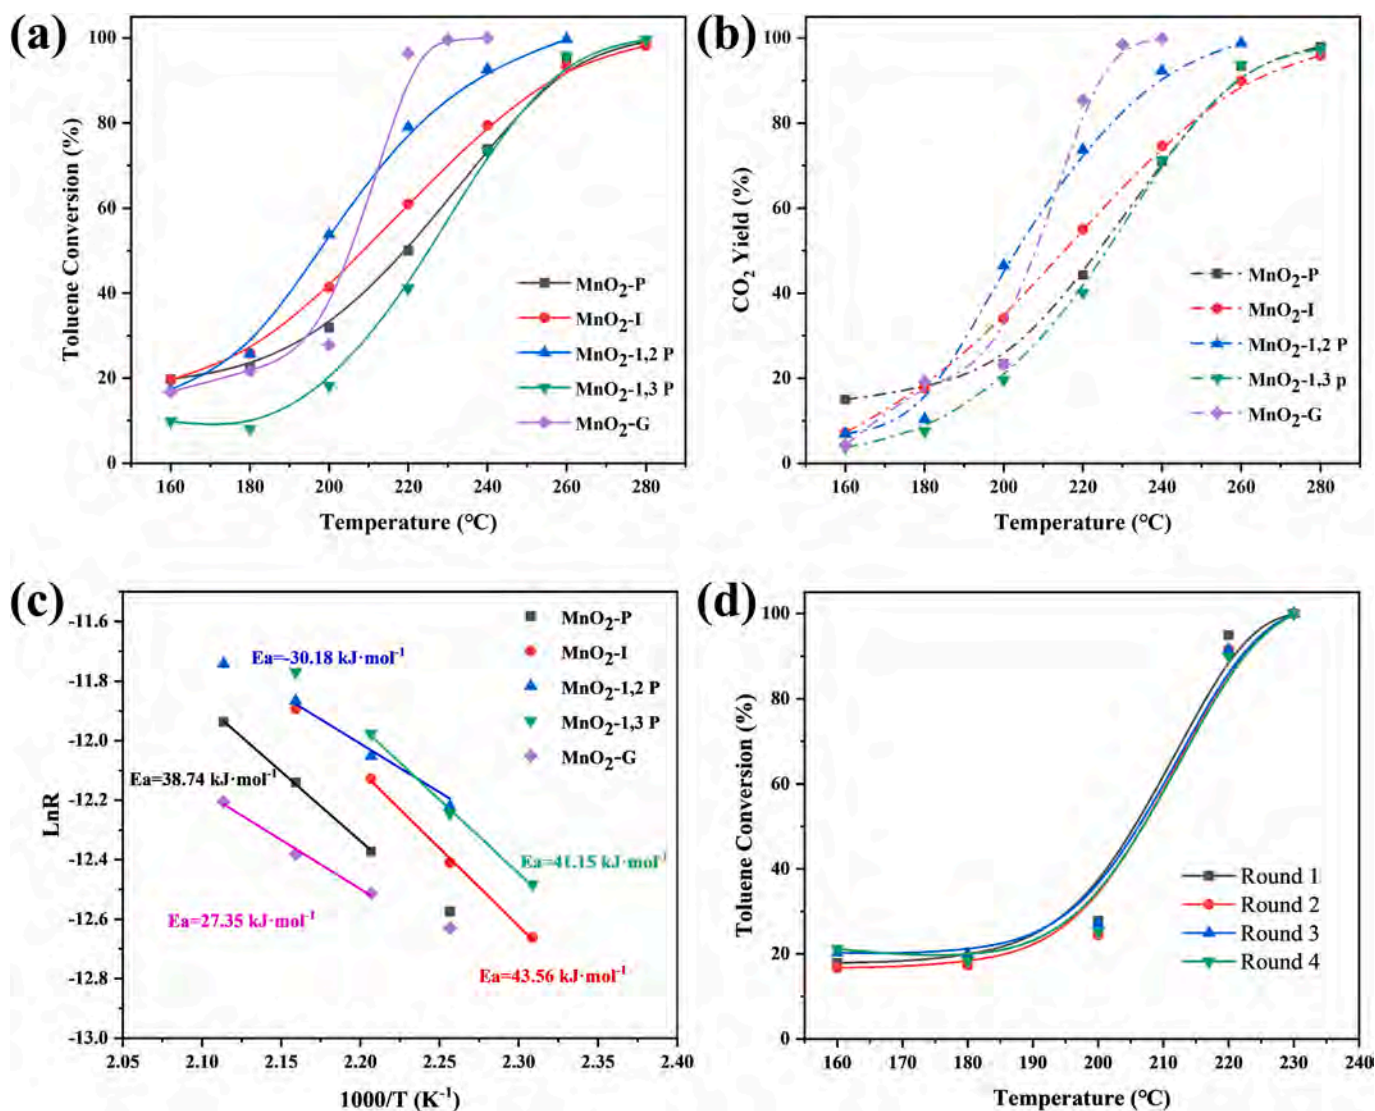 (a)
100
80
60
40
20
0
Toluene Conversion (%)
MnO2-P
MnO2-I
MnO2-1,2 P
MnO2-1,3 P
MnO2-G
160 180 200 220 240 260 280
Temperature (°C)
(b)
100
80
60
40
20
0
CO2 Yield (%)
MnO2-P
MnO2-I
MnO2-1,2 P
MnO2-1,3 p
MnO2-G
160 180 200 220 240 260 280
Temperature (°C)
(c)
-11.6
-11.8
-12.0
-12.2
-12.4
-12.6
-12.8
-13.0
LnR
MnO2-P
MnO2-I
MnO2-1,2 P
MnO2-1,3 P
MnO2-G
Ea=-30.18 kJ·mol-1
Ea=38.74 kJ·mol-1
Ea=41.15 kJ·mol-1
Ea=27.35 kJ·mol-1
Ea=43.56 kJ·mol-1
2.05 2.10 2.15 2.20 2.25 2.30 2.35 2.40
1000/T (K-1)
(d)
100
80
60
40
20
0
Toluene Conversion (%)
Round 1
Round 2
Round 3
Round 4
160 170 180 190 200 210 220 230 240
Temperature (°C)